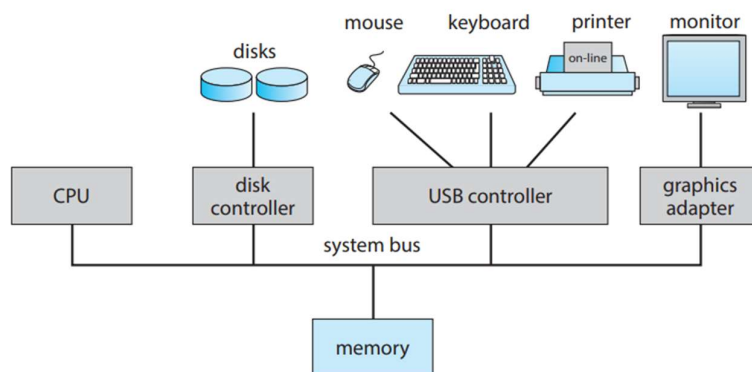 mouse
keyboard
printer
monitor
disks
on-line
CPU
disk
controller
USB controller
graphics
adapter
system bus
memory